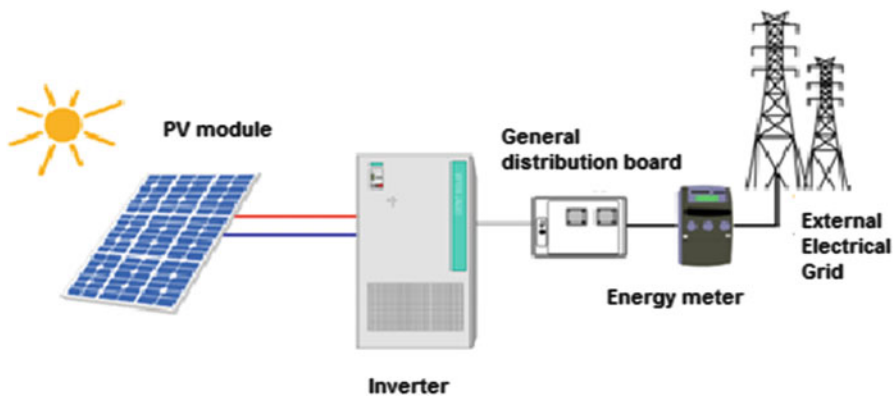 PV module
General
distribution board
External
Electrical
Grid
Energy meter
Inverter